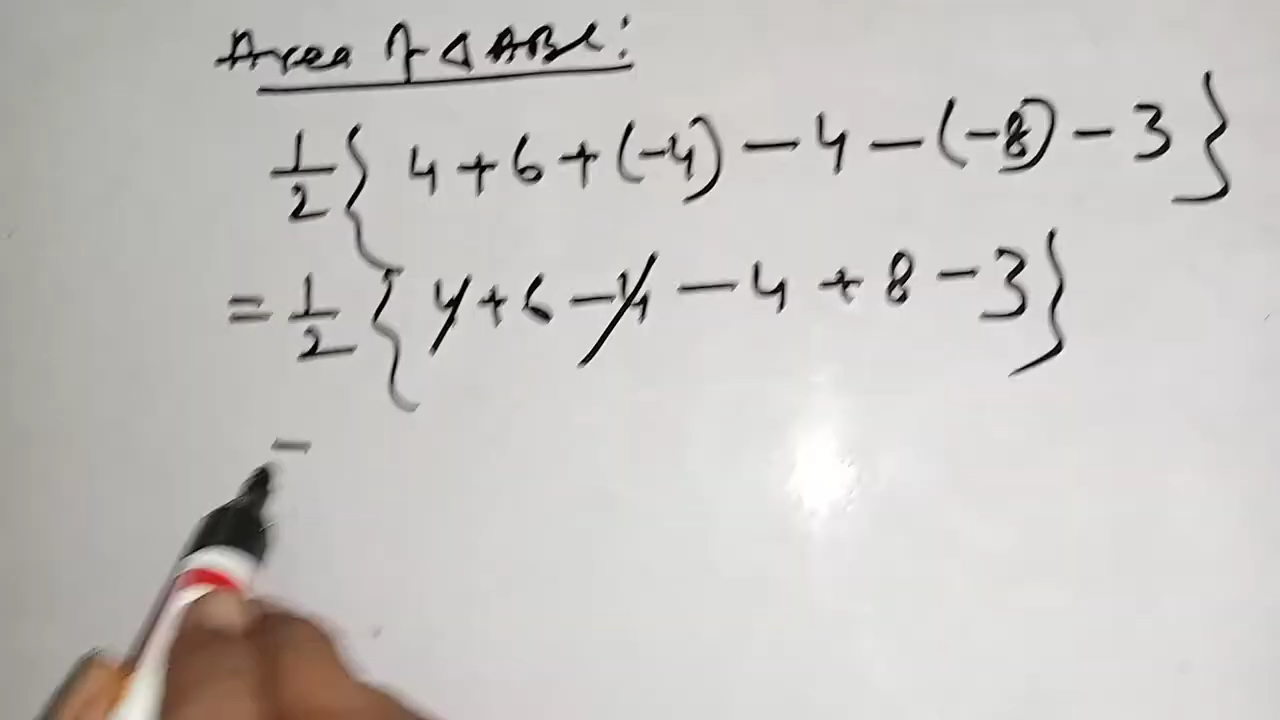 Area of △ABC:
1/2 { 4 + 6 + (-4) - 4 - (-8) - 3 }
= 1/2 { 4 + 6 - 4 - 4 + 8 - 3 }
-